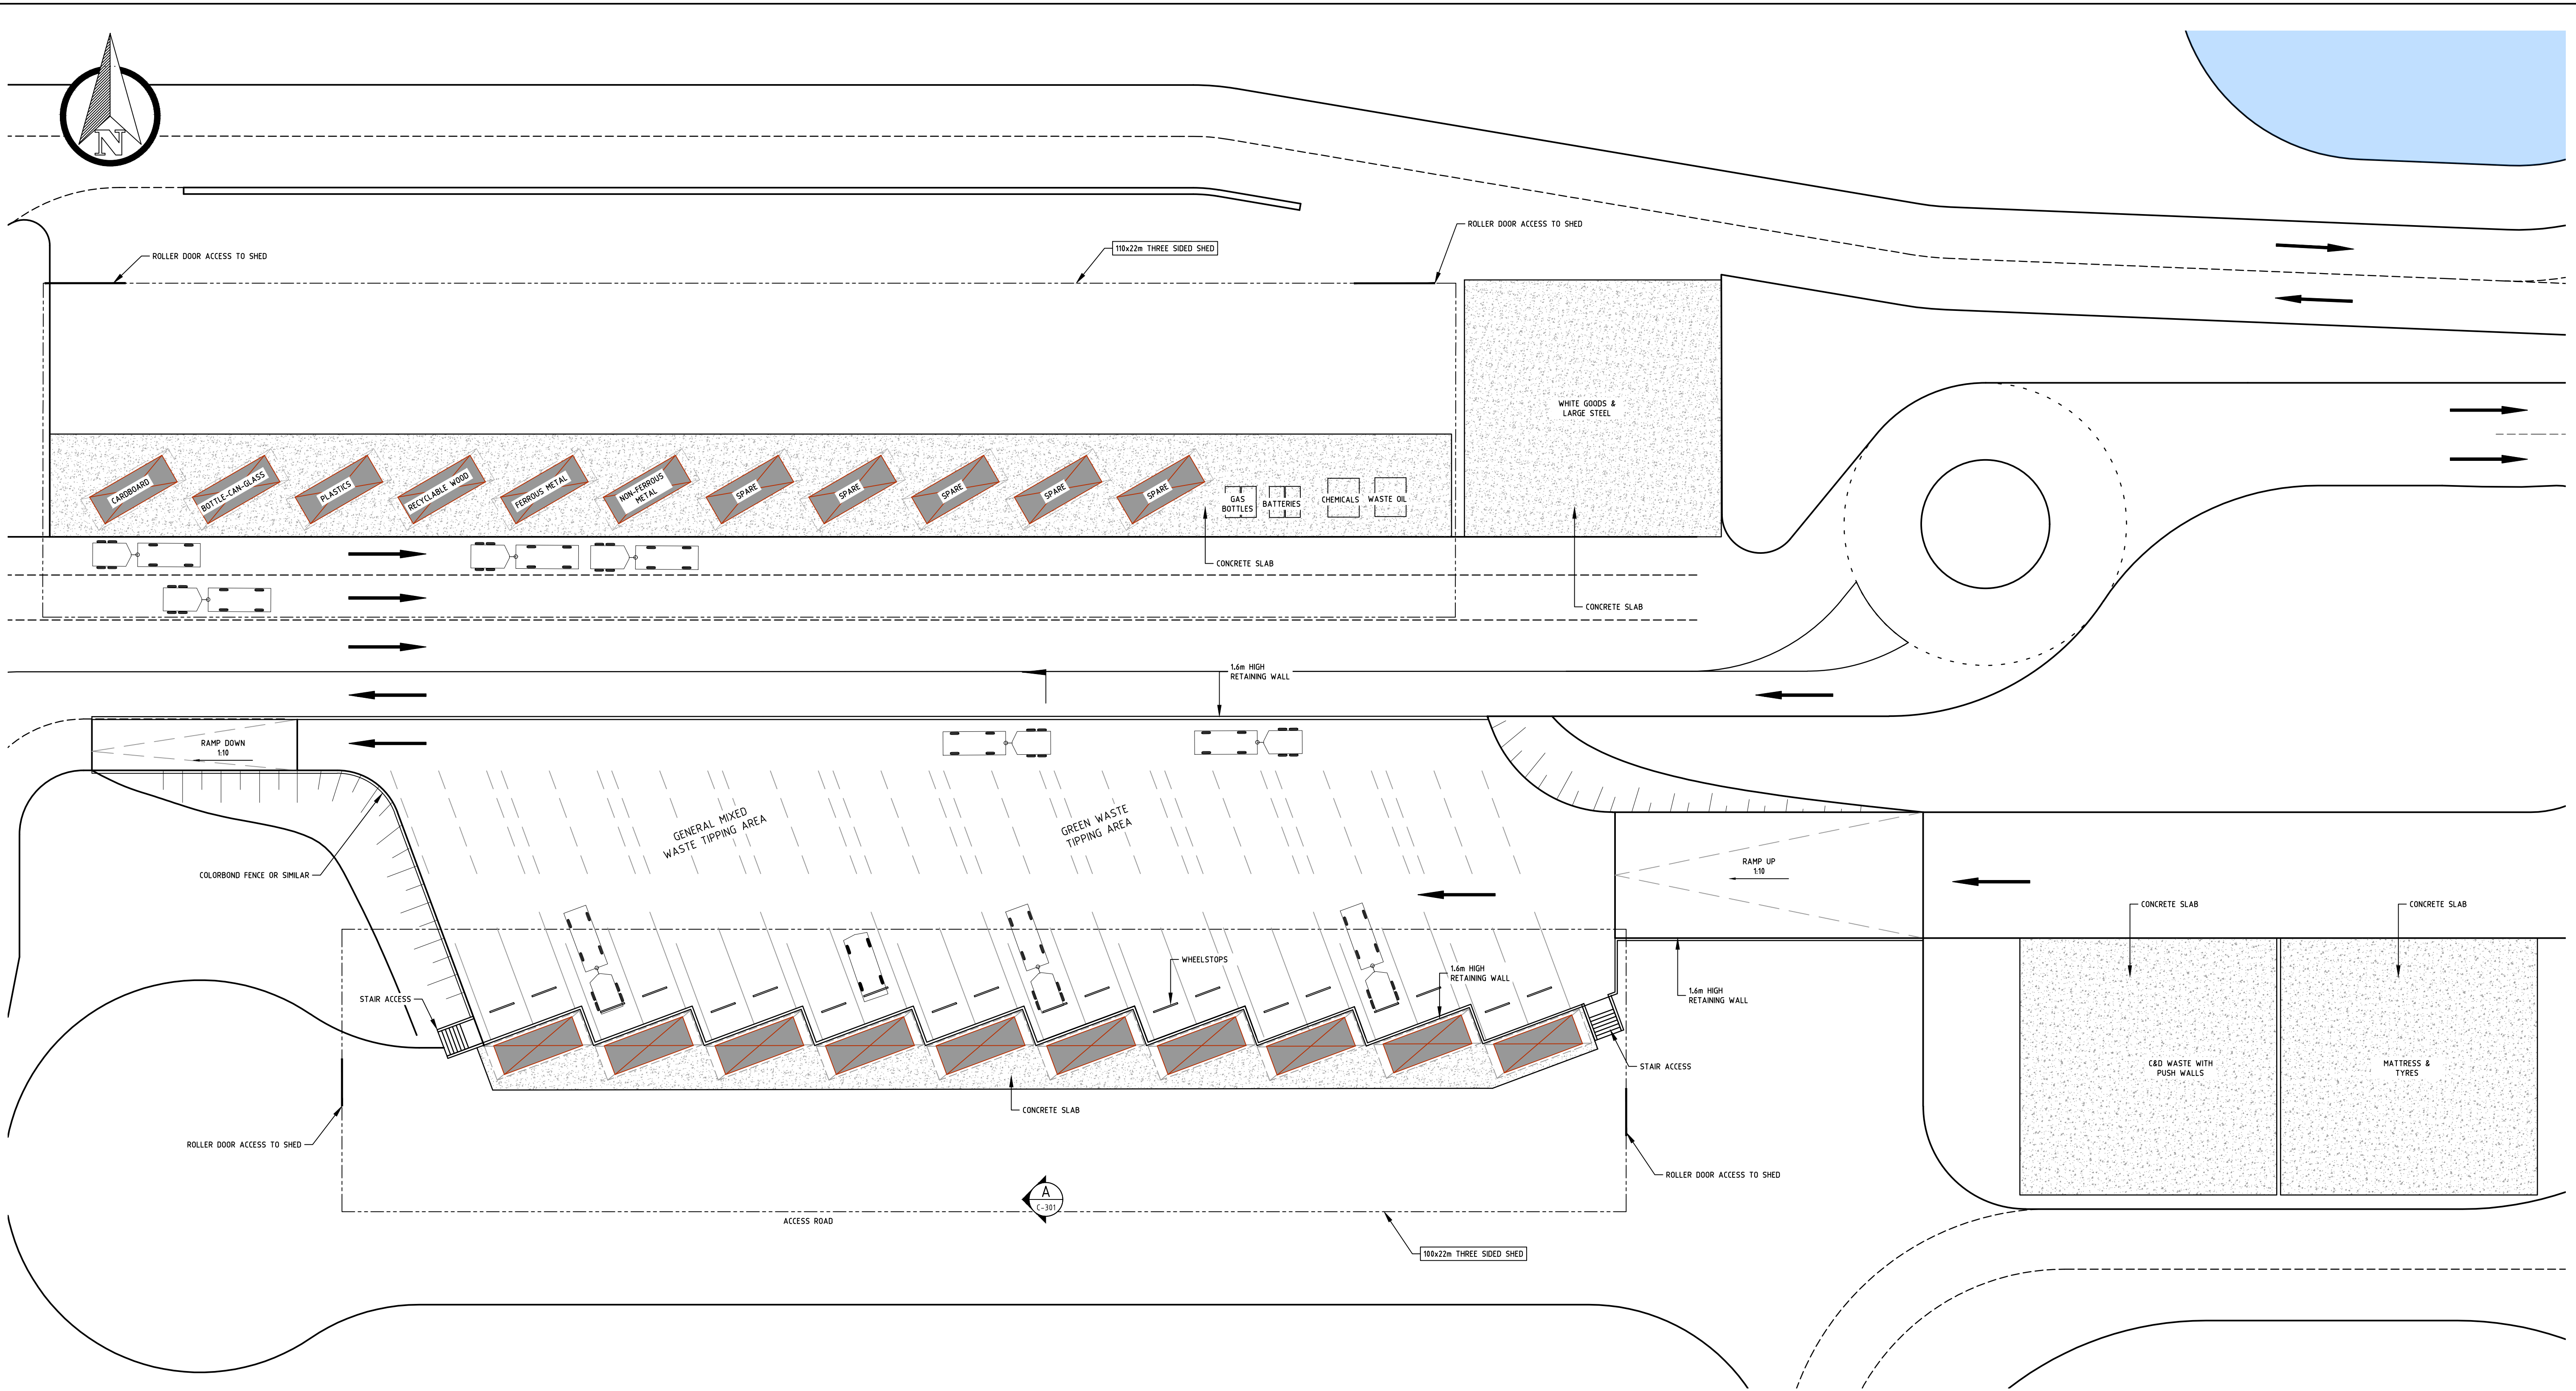 N
ROLLER DOOR ACCESS TO SHED
110x22m THREE SIDED SHED
ROLLER DOOR ACCESS TO SHED
WHITE GOODS &
LARGE STEEL
CARDBOARD
BOTTLE-CAN-GLASS
PLASTICS
RECYCLABLE WOOD
FERROUS METAL
NON-FERROUS
METAL
SPARE
SPARE
SPARE
SPARE
SPARE
GAS
BOTTLES
BATTERIES
CHEMICALS
WASTE OIL
CONCRETE SLAB
CONCRETE SLAB
1.6m HIGH
RETAINING WALL
RAMP DOWN
1:10
GENERAL MIXED
WASTE TIPPING AREA
GREEN WASTE
TIPPING AREA
COLORBOND FENCE OR SIMILAR
RAMP UP
1:10
CONCRETE SLAB
CONCRETE SLAB
WHEELSTOPS
1.6m HIGH
RETAINING WALL
STAIR ACCESS
1.6m HIGH
RETAINING WALL
STAIR ACCESS
C&D WASTE WITH
PUSH WALLS
MATTRESS &
TYRES
CONCRETE SLAB
ROLLER DOOR ACCESS TO SHED
ROLLER DOOR ACCESS TO SHED
A
C-301
ACCESS ROAD
100x22m THREE SIDED SHED